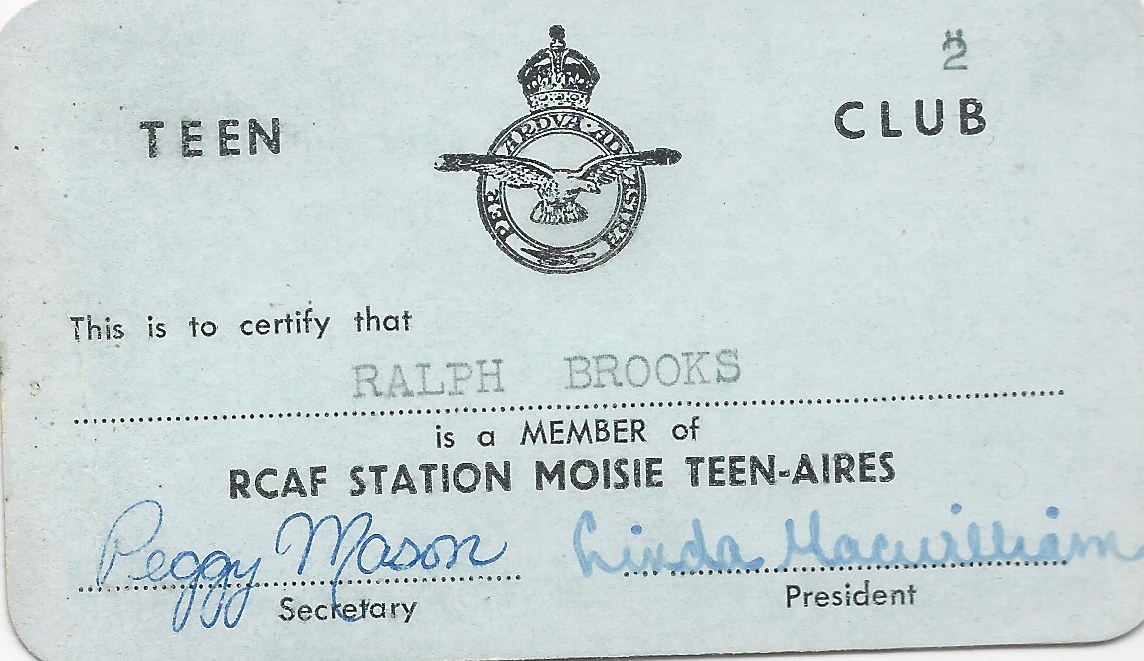 2
TEEN CLUB
PER ARDVA AD ASTRA
This is to certify that
RALPH BROOKS
is a MEMBER of
RCAF STATION MOISIE TEEN-AIRES
Peggy Mason Linda Macwilliam
Secretary President